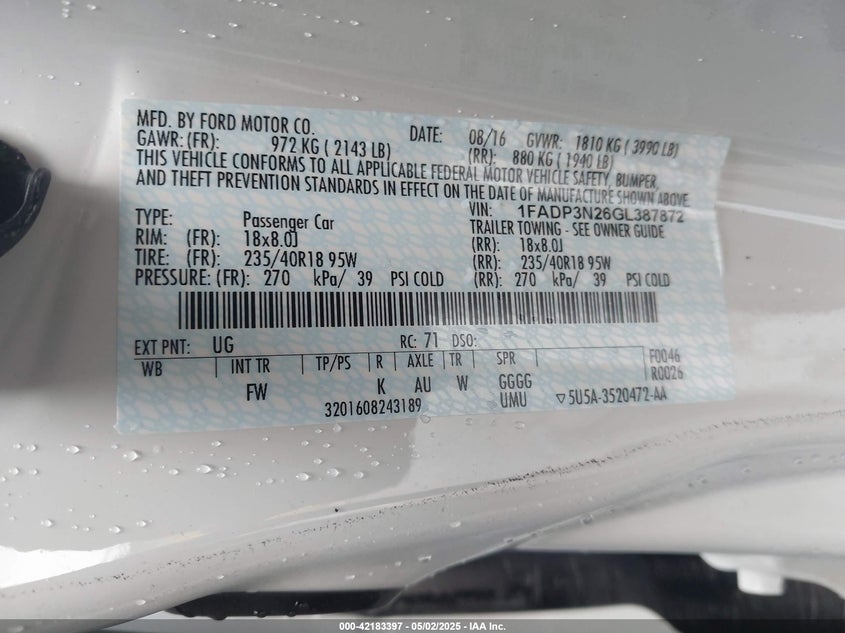 MFD. BY FORD MOTOR CO. DATE: 08/16 GVWR: 1810 KG ( 3990 LB)
GAWR: (FR): 972 KG ( 2143 LB) (RR): 880 KG ( 1940 LB)
THIS VEHICLE CONFORMS TO ALL APPLICABLE FEDERAL MOTOR VEHICLE SAFETY, BUMPER,
AND THEFT PREVENTION STANDARDS IN EFFECT ON THE DATE OF MANUFACTURE SHOWN ABOVE.
VIN: 1FADP3N26GL387872
TYPE: Passenger Car TRAILER TOWING - SEE OWNER GUIDE
RIM: (FR): 18x8.0J (RR): 18x8.0J
TIRE: (FR): 235/40R18 95W (RR): 235/40R18 95W
PRESSURE: (FR): 270 kPa/ 39 PSI COLD (RR): 270 kPa/ 39 PSI COLD
EXT PNT: UG RC: 71 DSO:
WB INT TR TP/PS R AXLE TR SPR F0046
R0026
FW K AU W GGGG
3201608243189 UMU ▽5U5A-3520472-AA
000-42183397 - 05/02/2025 - IAA Inc.